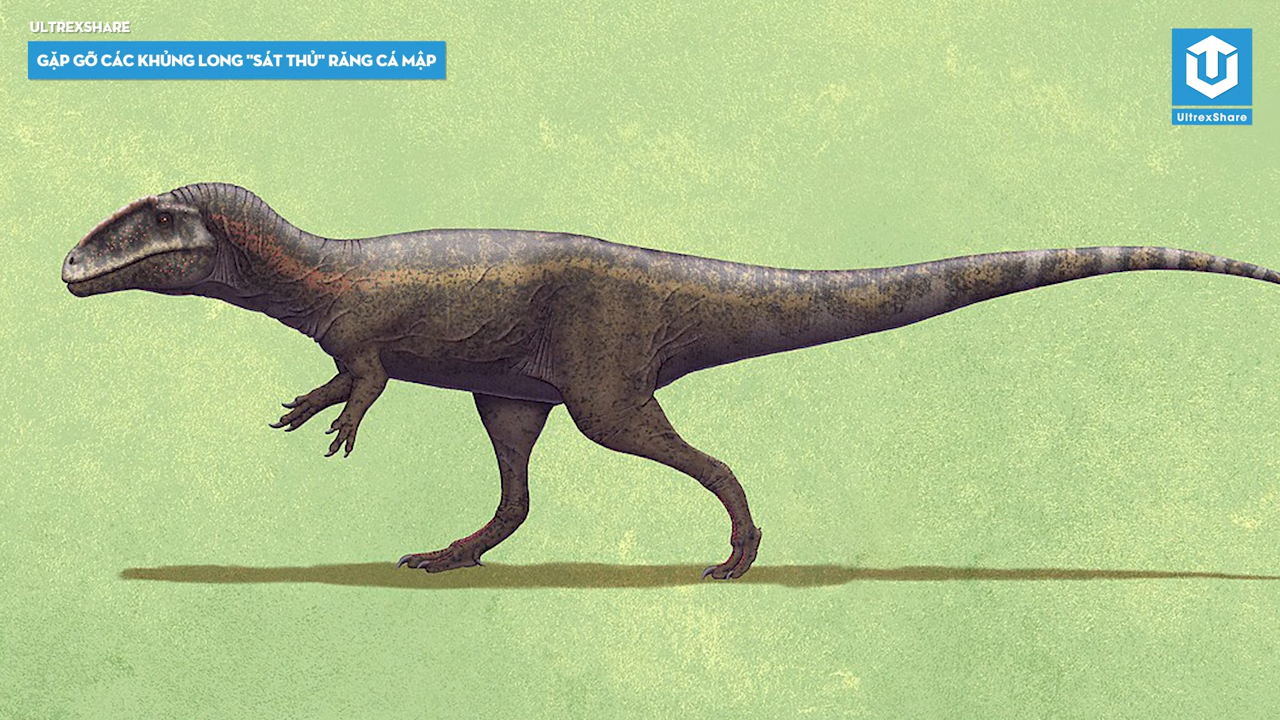 ULTREXSHARE
GẶP GỠ CÁC KHỦNG LONG "SÁT THỦ" RĂNG CÁ MẬP
UltrexShare